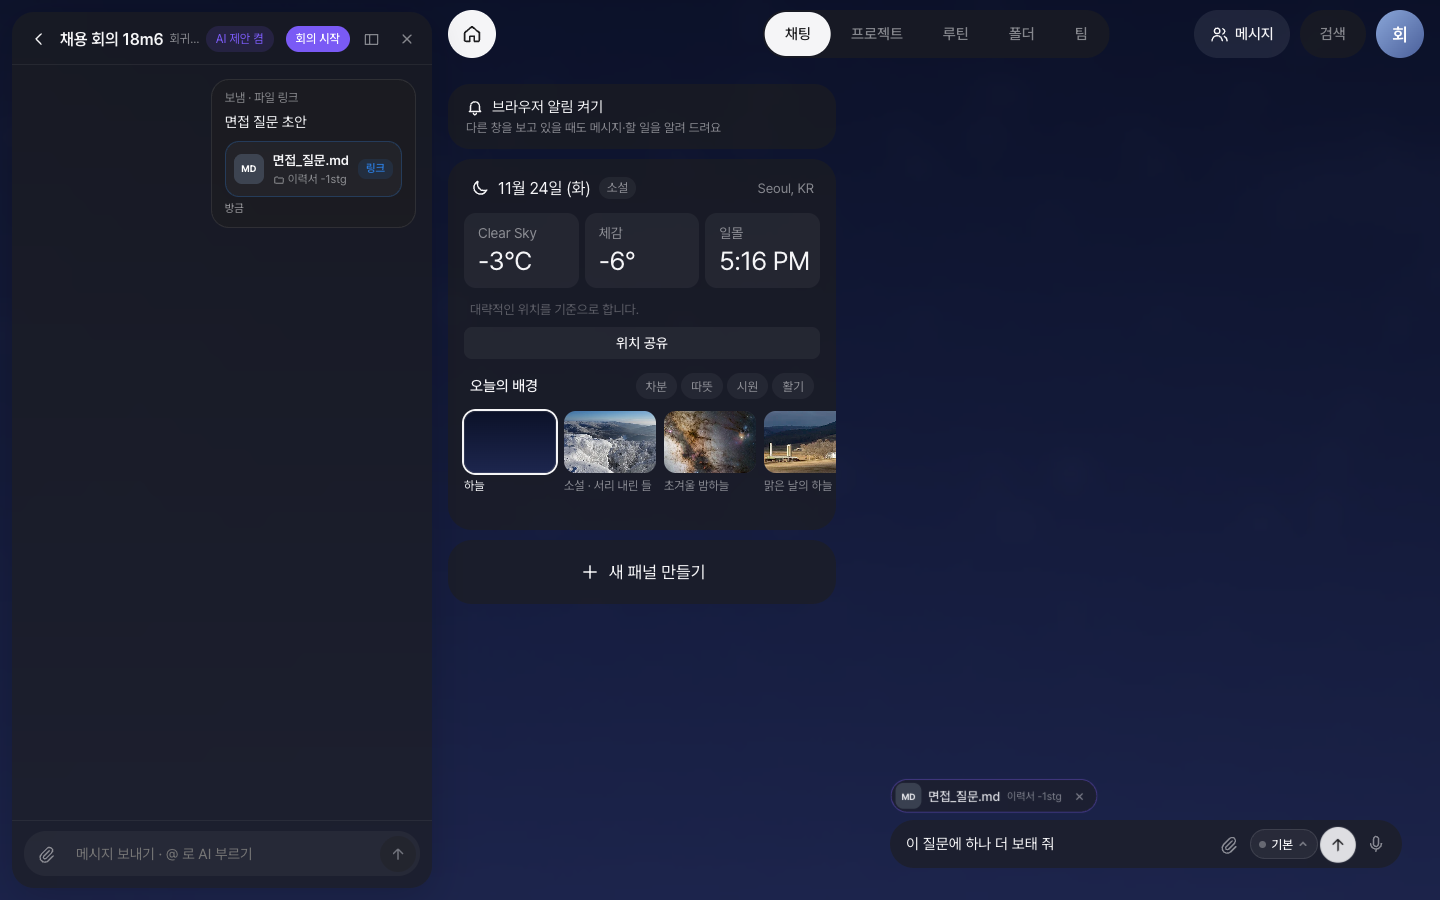 채용 회의 18m6 회귀... AI 제안 컴 회의 시작
보냄 · 파일 링크
면접 질문 초안
MD 면접_질문.md 링크
이력서 -1stg
방금
메시지 보내기 · @ 로 AI 부르기
채팅 프로젝트 루틴 폴더 팀
메시지 검색 회
브라우저 알림 켜기
다른 창을 보고 있을 때도 메시지·할 일을 알려 드려요
11월 24일 (화) 소설 Seoul, KR
Clear Sky 체감 일몰
-3°C -6° 5:16 PM
대략적인 위치를 기준으로 합니다.
위치 공유
오늘의 배경 차분 따뜻 시원 활기
하늘 소설 · 서리 내린 들 초겨울 밤하늘 맑은 날의 하늘
새 패널 만들기
MD 면접_질문.md 이력서 -1stg
이 질문에 하나 더 보태 줘 기본